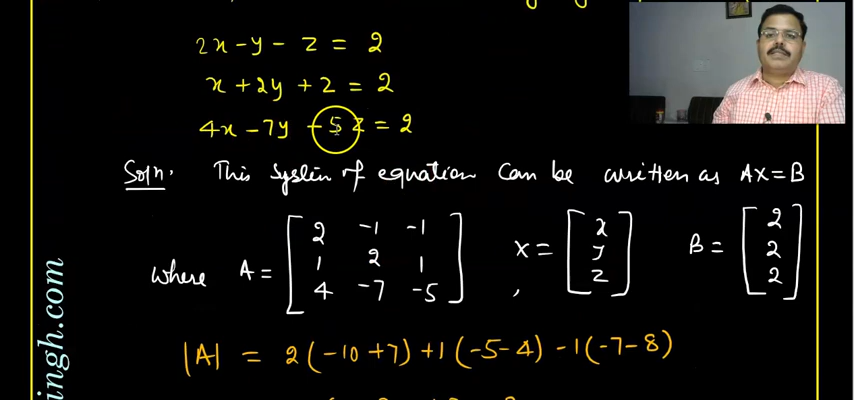 2x - y - z = 2
x + 2y + z = 2
4x - 7y - 5z = 2
Soln. This system of equation can be written as AX = B
where A = [2 -1 -1
1 2 1
4 -7 -5] , X = [x
y
z] B = [2
2
2]
|A| = 2(-10+7) +1(-5-4) -1(-7-8)
ingh.com